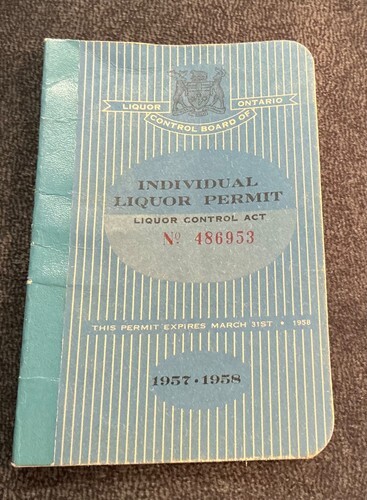 LIQUOR CONTROL BOARD OF ONTARIO
INDIVIDUAL
LIQUOR PERMIT
LIQUOR CONTROL ACT
Nº 486953
THIS PERMIT EXPIRES MARCH 31ST • 1958
1957 • 1958